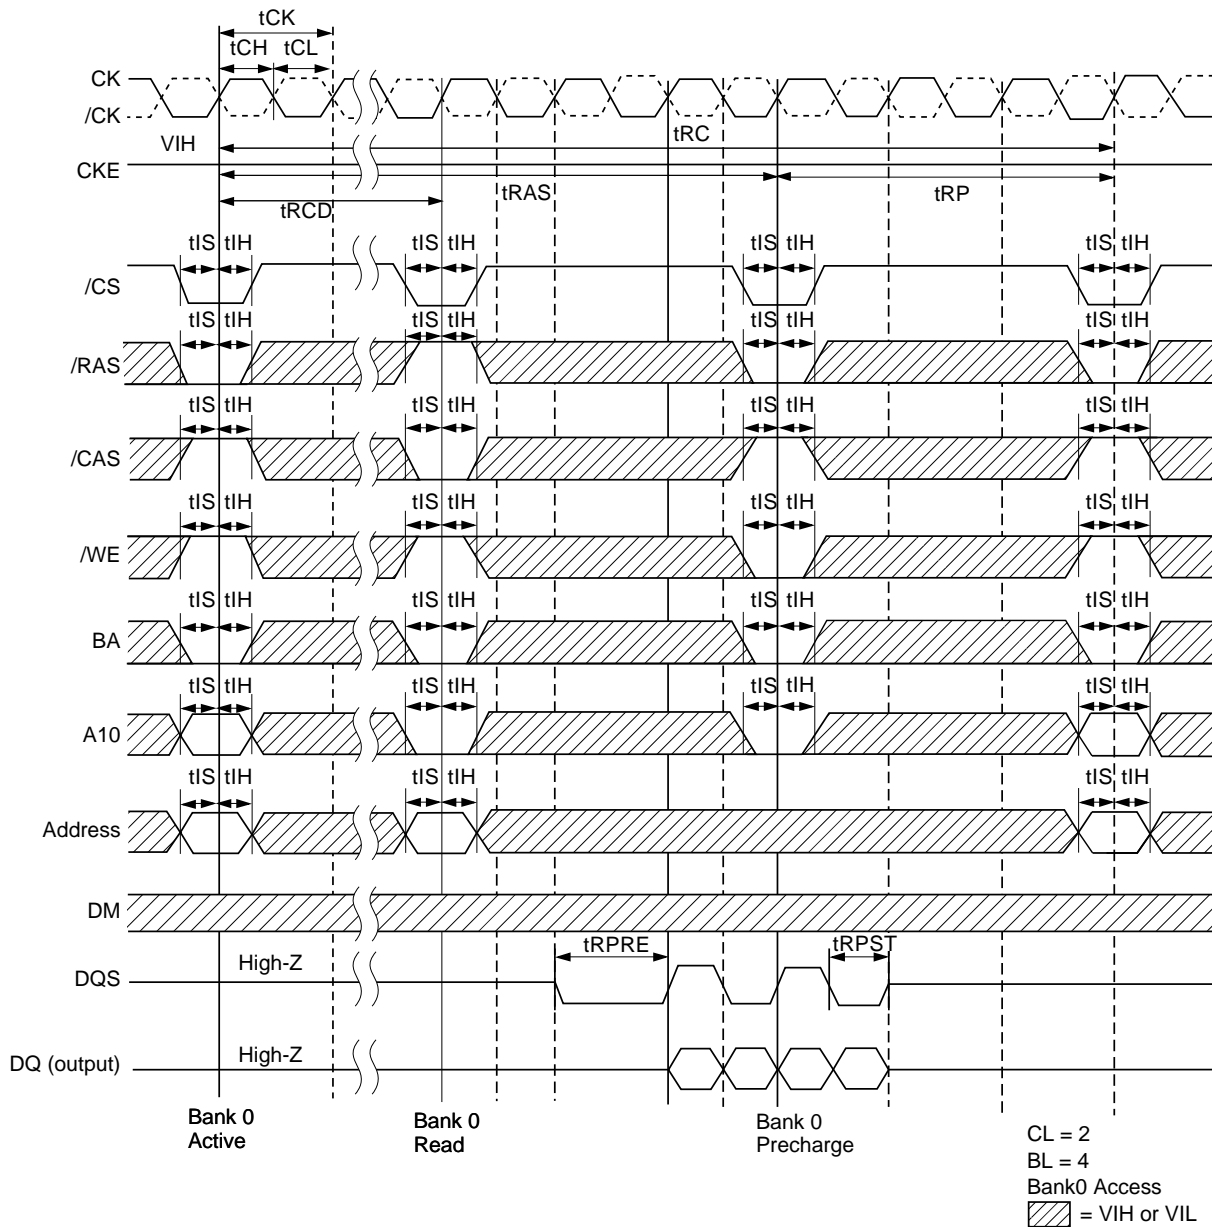 tCK
tCH tCL
CK
/CK
VIH
tRC
CKE
tRAS
tRP
tRCD
tIS tIH tIS tIH tIS tIH tIS tIH
/CS
tIS tIH tIS tIH tIS tIH tIS tIH
/RAS
tIS tIH tIS tIH tIS tIH tIS tIH
/CAS
tIS tIH tIS tIH tIS tIH tIS tIH
/WE
tIS tIH tIS tIH tIS tIH tIS tIH
BA
tIS tIH tIS tIH tIS tIH tIS tIH
A10
tIS tIH tIS tIH tIS tIH
Address
DM
tRPRE tRPST
High-Z
DQS
High-Z
DQ (output)
Bank 0
Active
Bank 0
Read
Bank 0
Precharge
CL = 2
BL = 4
Bank0 Access
= VIH or VIL